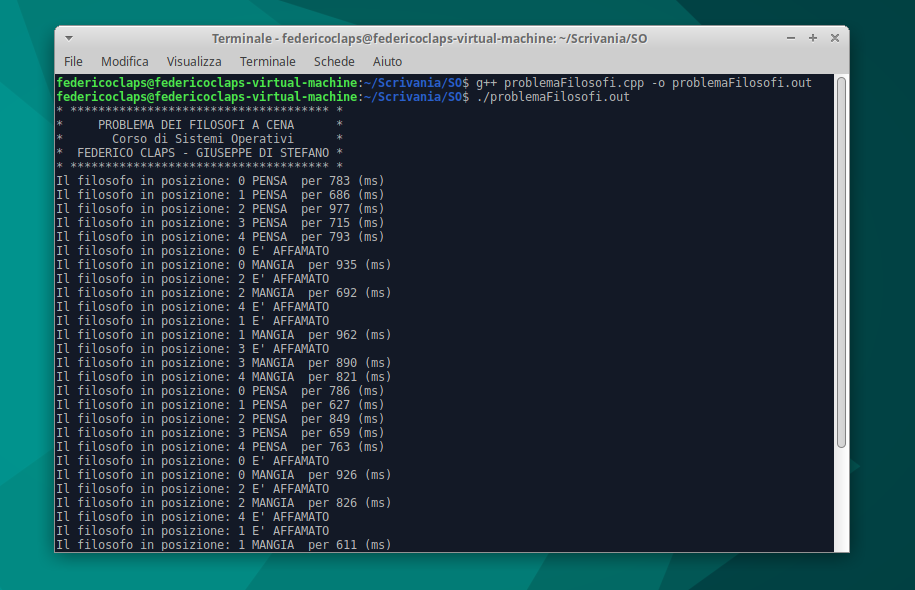 Terminale - federicoclaps@federicoclaps-virtual-machine: ~/Scrivania/SO
File Modifica Visualizza Terminale Schede Aiuto
federicoclaps@federicoclaps-virtual-machine:~/Scrivania/SO$ g++ problemaFilosofi.cpp -o problemaFilosofi.out
federicoclaps@federicoclaps-virtual-machine:~/Scrivania/SO$ ./problemaFilosofi.out
* ************************************* *
*     PROBLEMA DEI FILOSOFI A CENA      *
*       Corso di Sistemi Operativi      *
*  FEDERICO CLAPS - GIUSEPPE DI STEFANO *
* ************************************* *
Il filosofo in posizione: 0 PENSA  per 783 (ms)
Il filosofo in posizione: 1 PENSA  per 686 (ms)
Il filosofo in posizione: 2 PENSA  per 977 (ms)
Il filosofo in posizione: 3 PENSA  per 715 (ms)
Il filosofo in posizione: 4 PENSA  per 793 (ms)
Il filosofo in posizione: 0 E' AFFAMATO
Il filosofo in posizione: 0 MANGIA  per 935 (ms)
Il filosofo in posizione: 2 E' AFFAMATO
Il filosofo in posizione: 2 MANGIA  per 692 (ms)
Il filosofo in posizione: 4 E' AFFAMATO
Il filosofo in posizione: 1 E' AFFAMATO
Il filosofo in posizione: 1 MANGIA  per 962 (ms)
Il filosofo in posizione: 3 E' AFFAMATO
Il filosofo in posizione: 3 MANGIA  per 890 (ms)
Il filosofo in posizione: 4 MANGIA  per 821 (ms)
Il filosofo in posizione: 0 PENSA  per 786 (ms)
Il filosofo in posizione: 1 PENSA  per 627 (ms)
Il filosofo in posizione: 2 PENSA  per 849 (ms)
Il filosofo in posizione: 3 PENSA  per 659 (ms)
Il filosofo in posizione: 4 PENSA  per 763 (ms)
Il filosofo in posizione: 0 E' AFFAMATO
Il filosofo in posizione: 0 MANGIA  per 926 (ms)
Il filosofo in posizione: 2 E' AFFAMATO
Il filosofo in posizione: 2 MANGIA  per 826 (ms)
Il filosofo in posizione: 4 E' AFFAMATO
Il filosofo in posizione: 1 E' AFFAMATO
Il filosofo in posizione: 1 MANGIA  per 611 (ms)